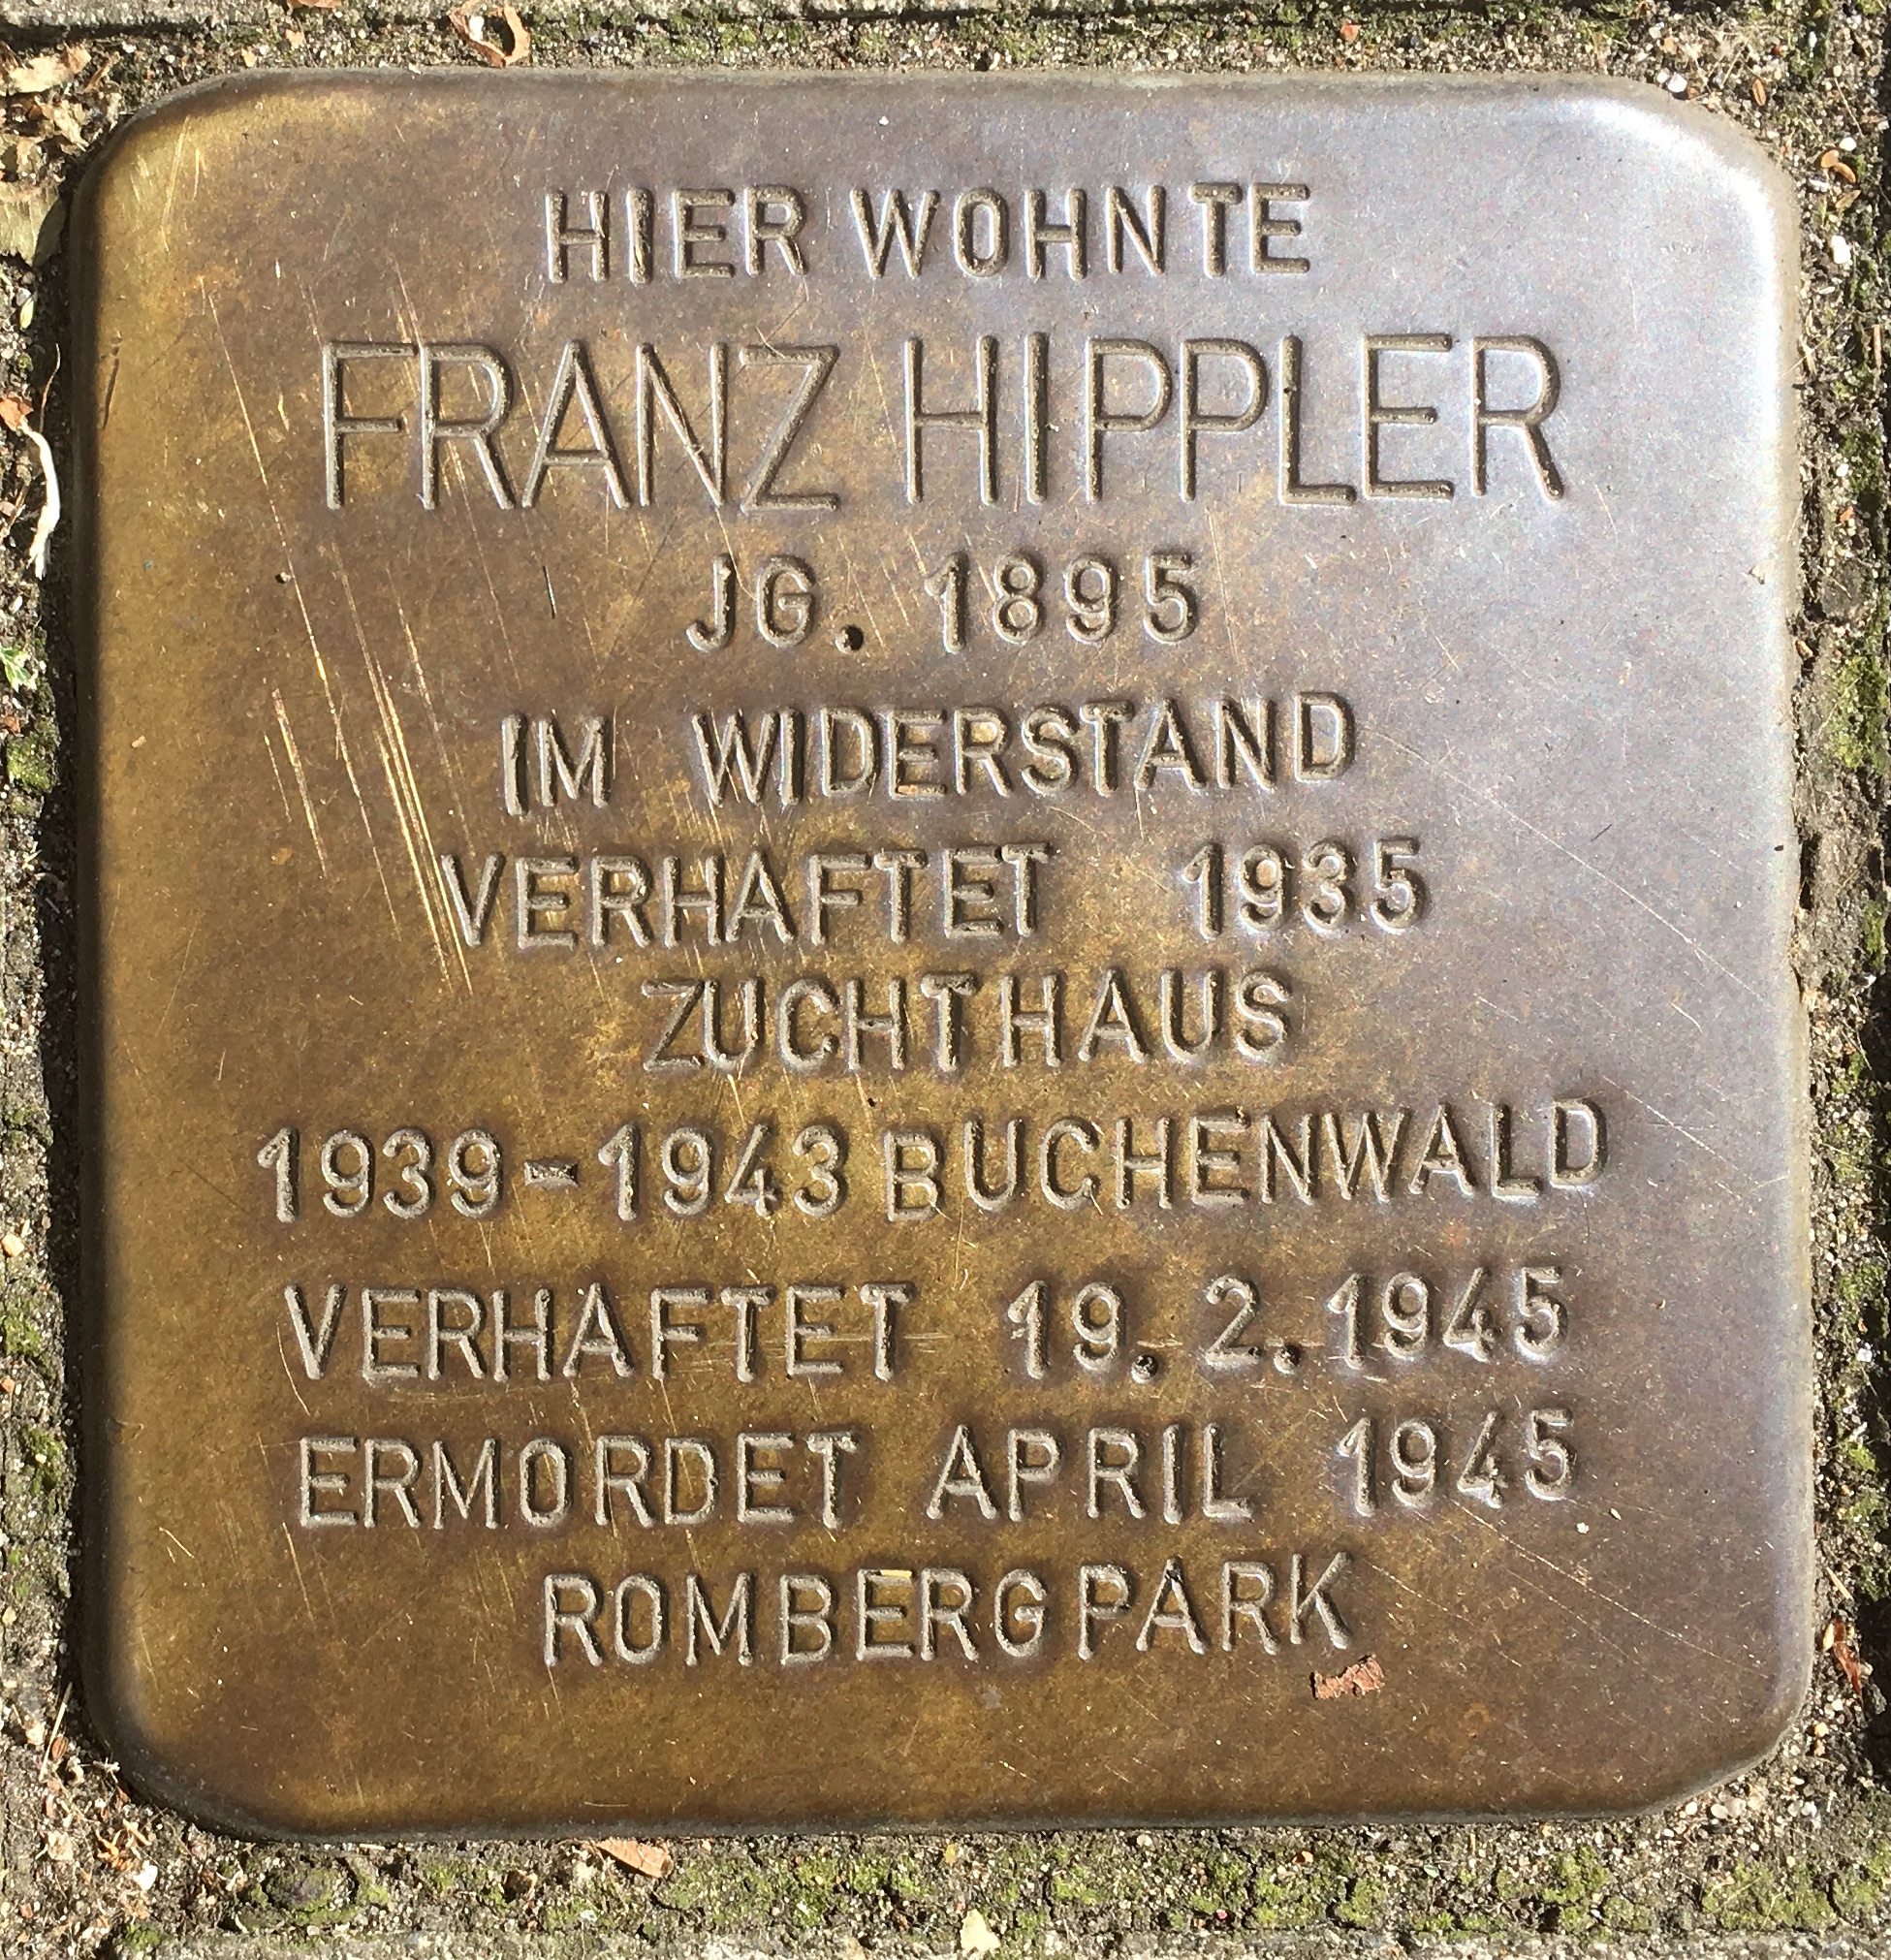 HIER WOHNTE
FRANZ HIPPLER
JG. 1895
IM WIDERSTAND
VERHAFTET 1935
ZUCHTHAUS
1939-1943 BUCHENWALD
VERHAFTET 19.2.1945
ERMORDET APRIL 1945
ROMBERGPARK